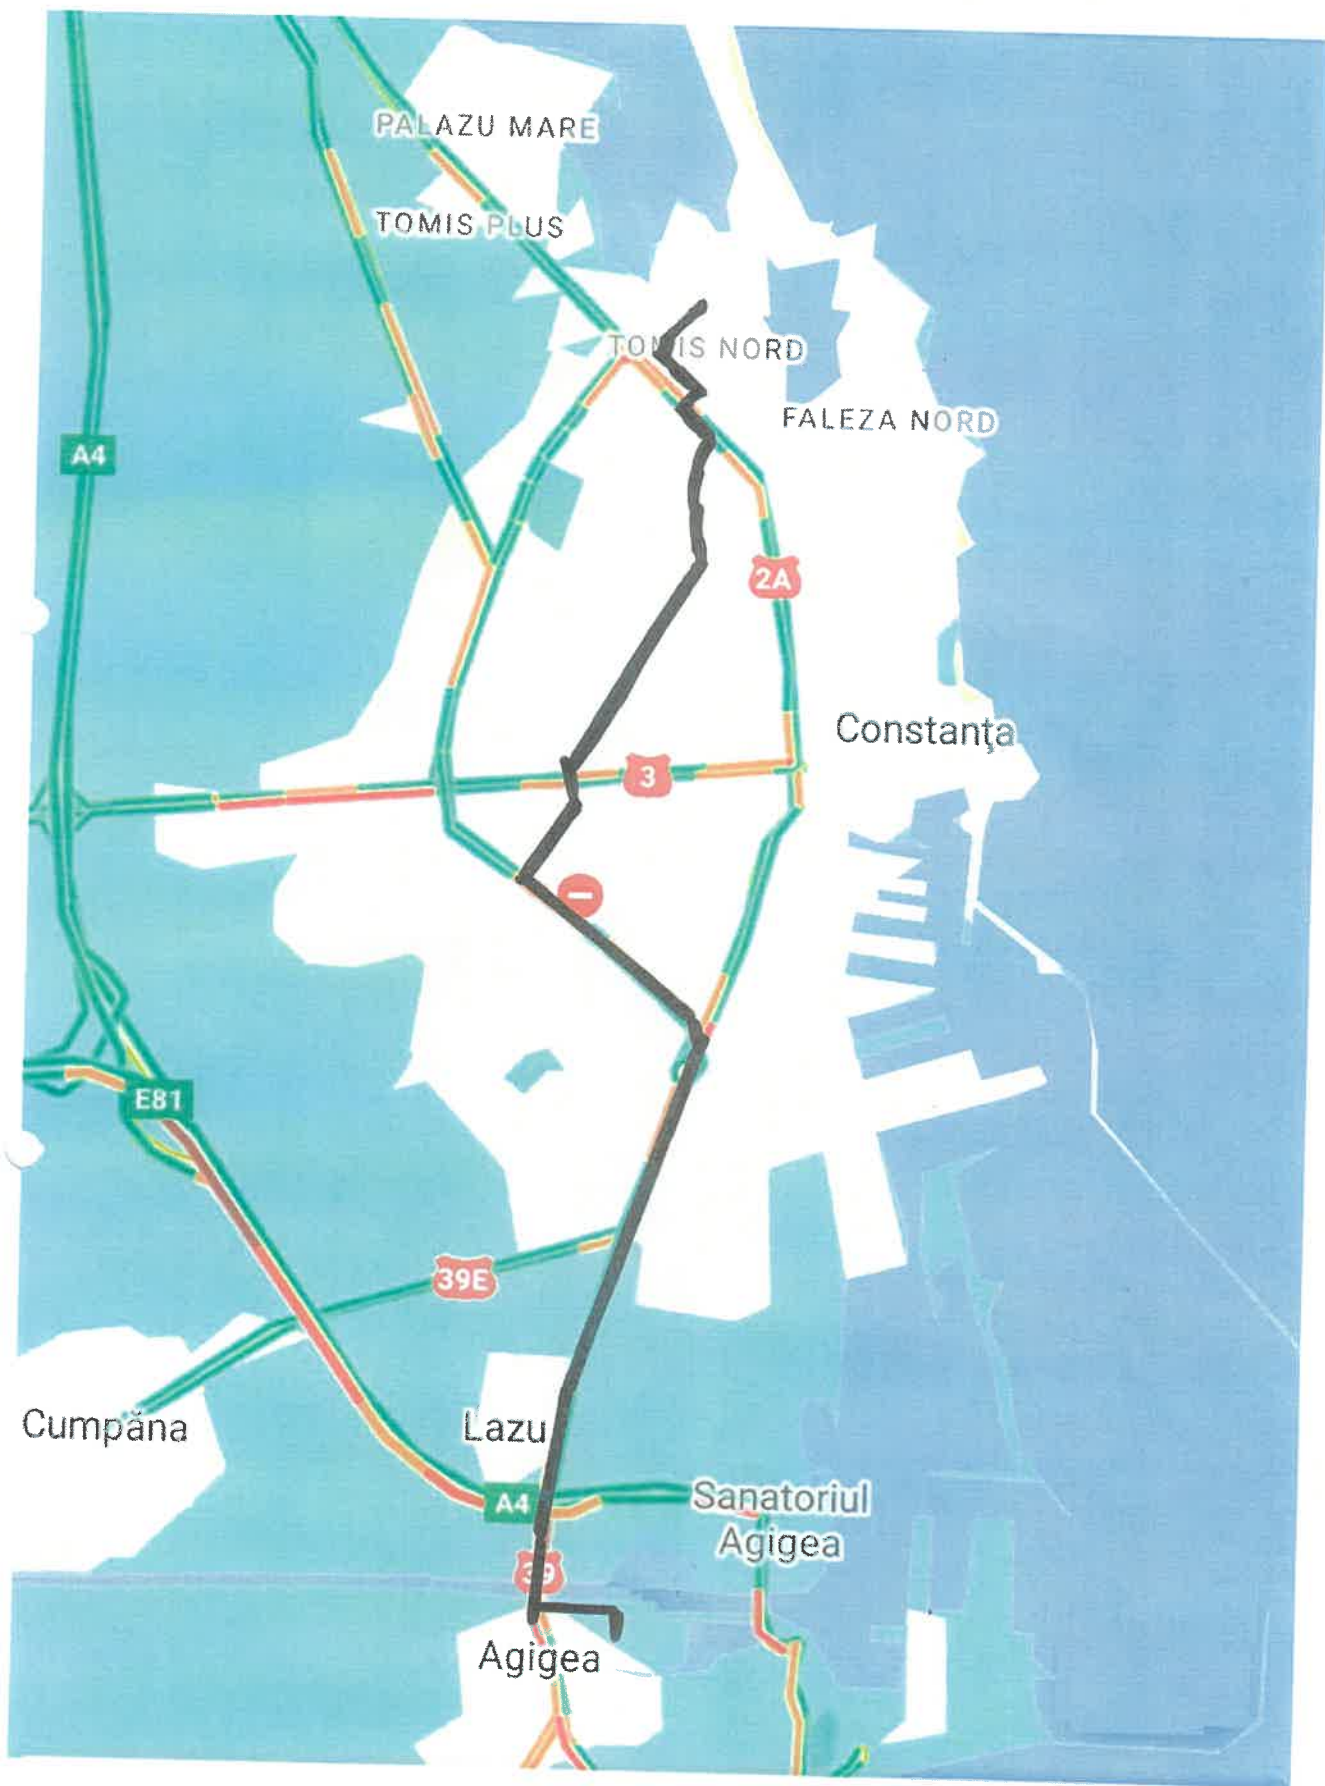 PALAZU MARE
TOMIS PLUS
TOMIS NORD
FALEZA NORD
A4
2A
Constanţa
3
E81
39E
Cumpăna
Lazu
A4
Sanatoriul
Agigea
39
Agigea